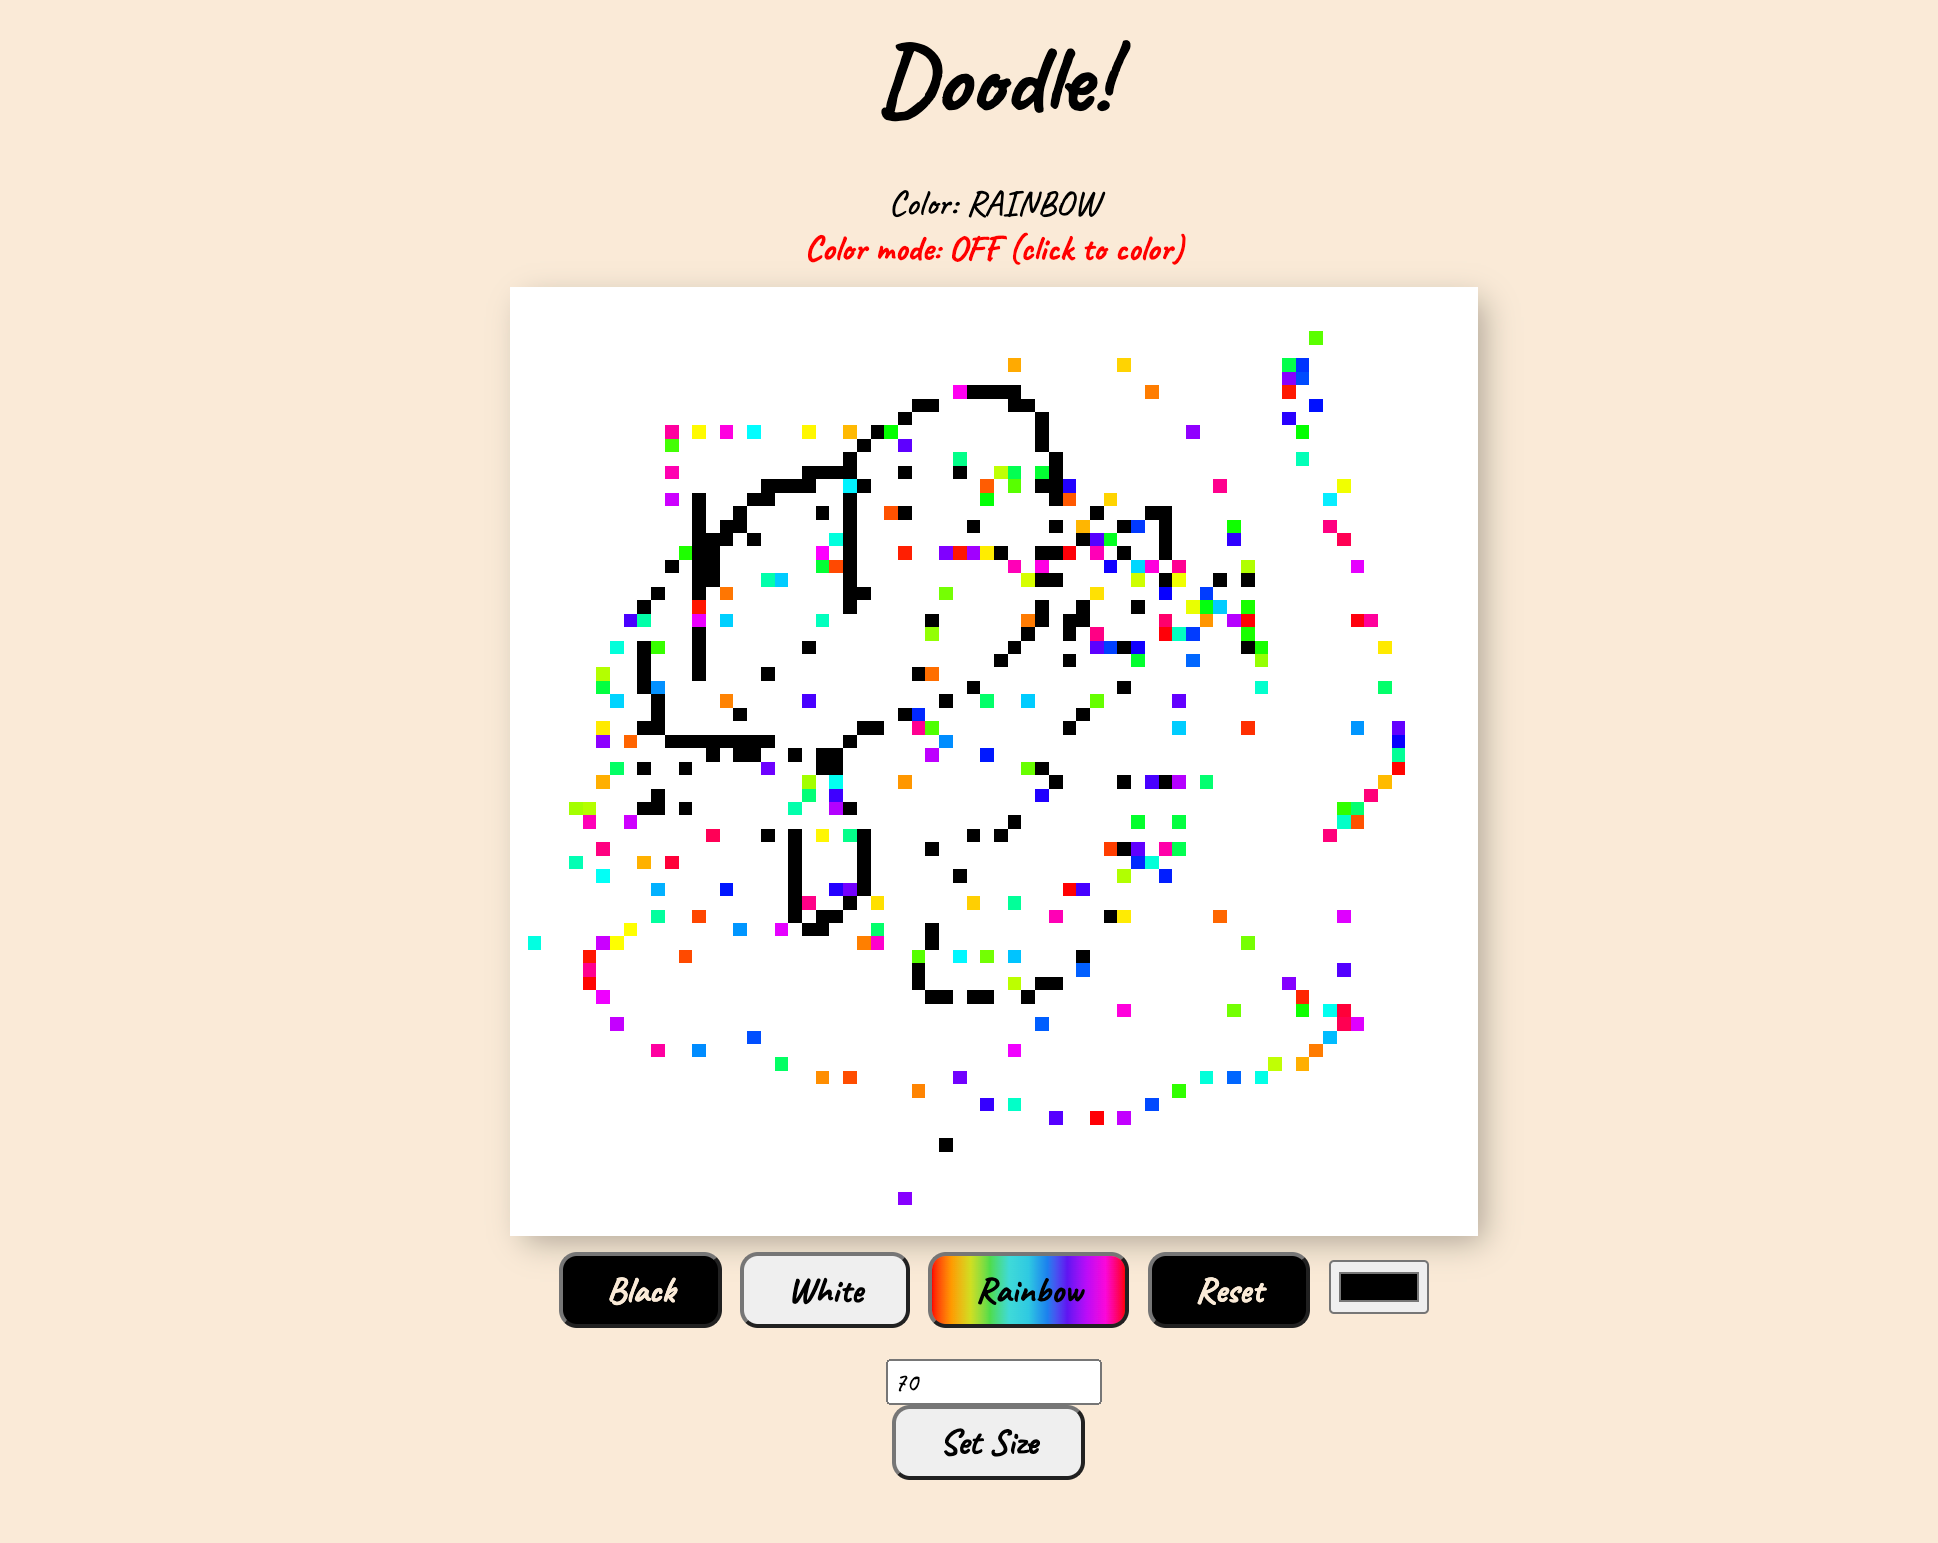 Doodle!
Color: RAINBOW
Color mode: OFF (click to color)
Black
White
Rainbow
Reset
70
Set Size